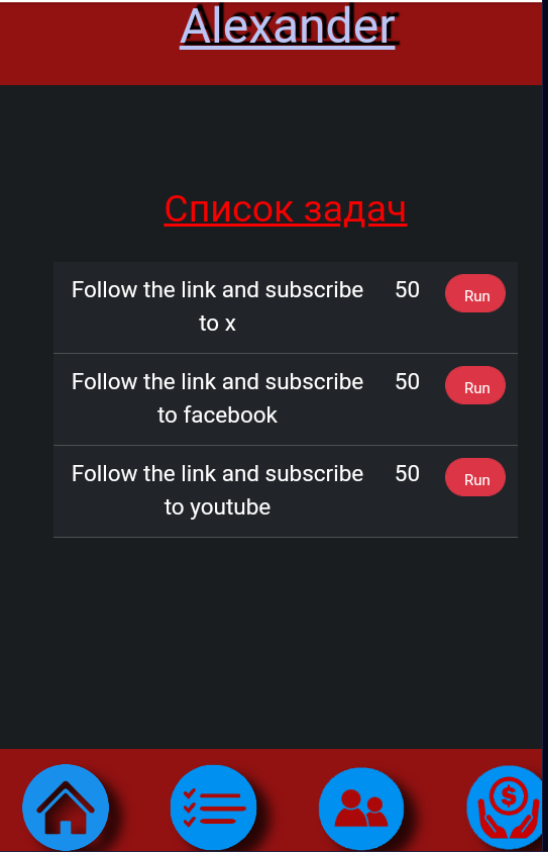 Alexander
Список задач
Follow the link and subscribe 50 Run
to x
Follow the link and subscribe 50 Run
to facebook
Follow the link and subscribe 50 Run
to youtube
$